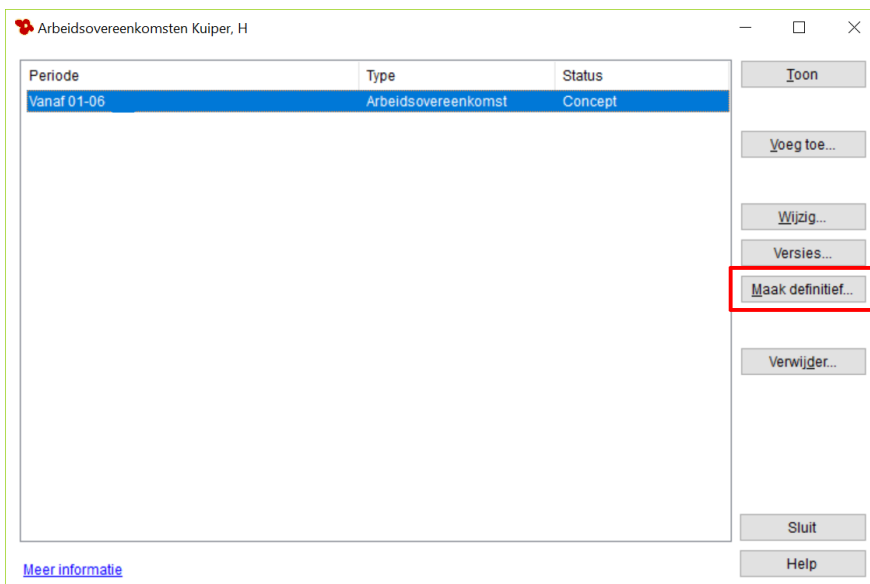 Arbeidsovereenkomsten Kuiper, H
Periode Type Status Toon
Vanaf 01-06 Arbeidsovereenkomst Concept
Voeg toe...
Wijzig...
Versies...
Maak definitief...
Verwijder...
Sluit
Meer informatie Help